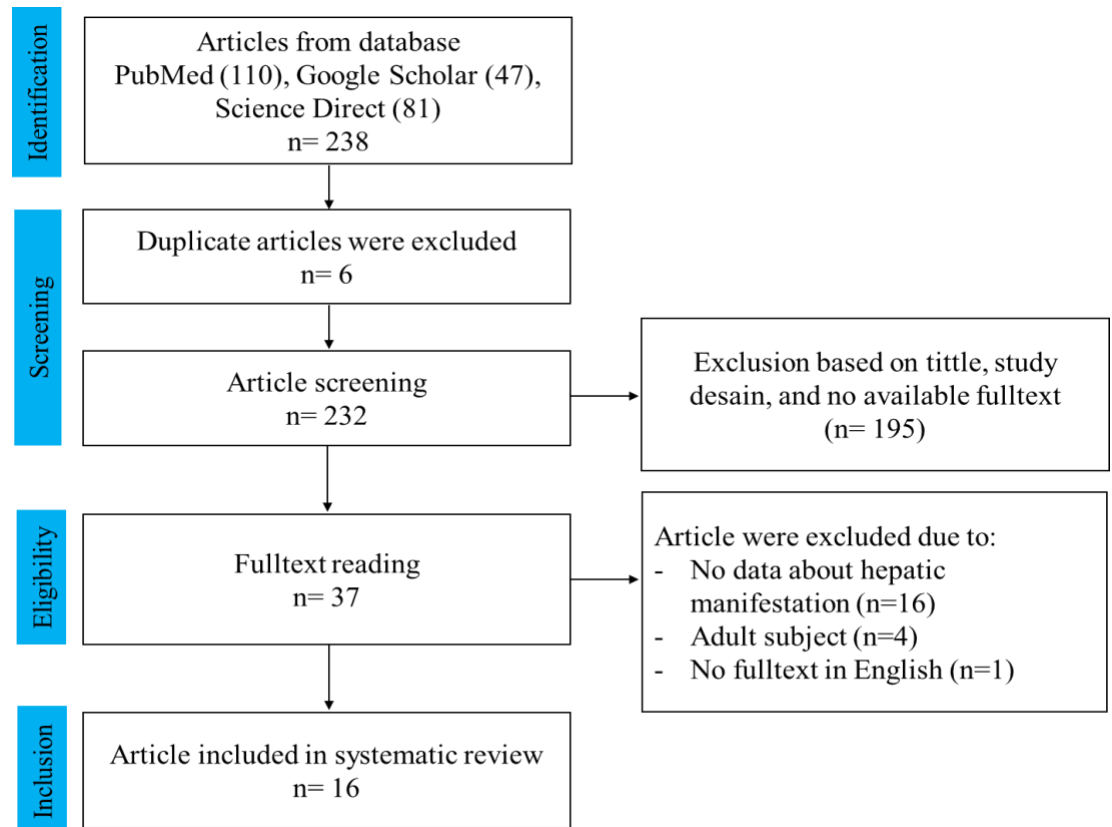 Identification
Articles from database
PubMed (110), Google Scholar (47),
Science Direct (81)
n= 238
Screening
Duplicate articles were excluded
n= 6
Article screening
n= 232
Exclusion based on tittle, study
desain, and no available fulltext
(n= 195)
Eligibility
Fulltext reading
n= 37
Article were excluded due to:
- No data about hepatic
manifestation (n=16)
- Adult subject (n=4)
- No fulltext in English (n=1)
Inclusion
Article included in systematic review
n= 16